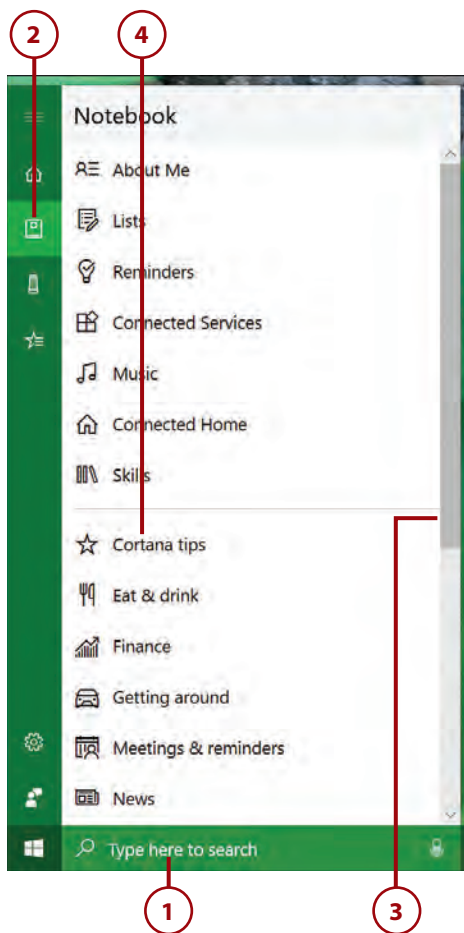 2 4
Notebook
About Me
Lists
Reminders
Connected Services
Music
Connected Home
Skills
Cortana tips
Eat & drink
Finance
Getting around
Meetings & reminders
News
Type here to search
1 3